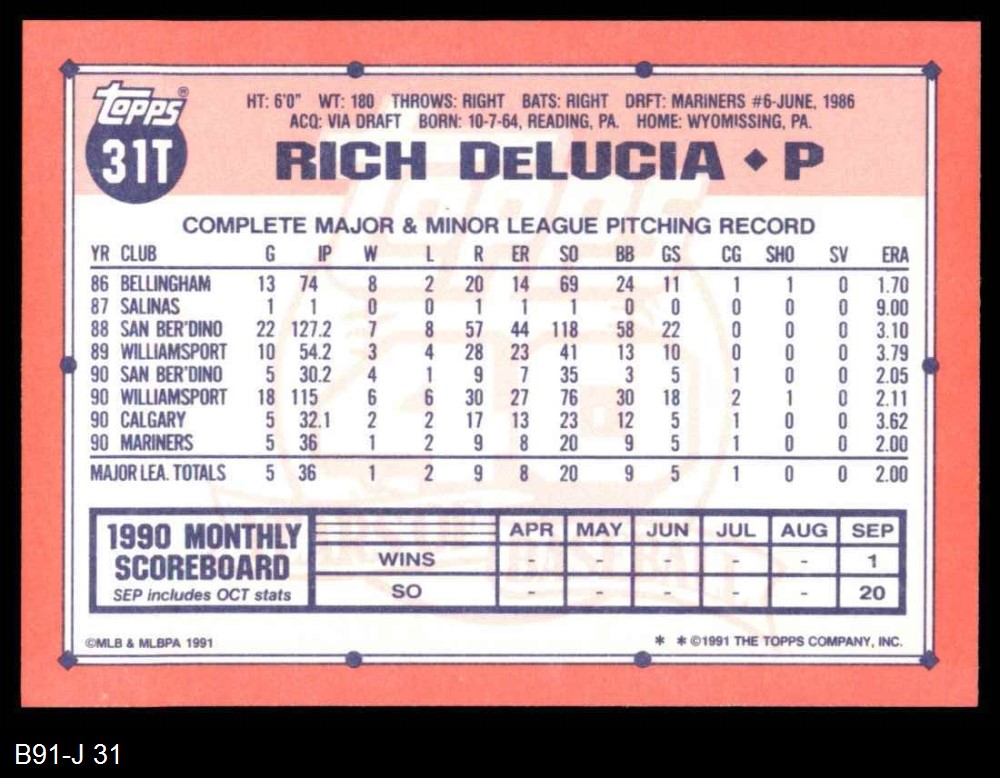 TOPPS®
31T
HT: 6'0" WT: 180 THROWS: RIGHT BATS: RIGHT DRFT: MARINERS #6-JUNE, 1986
ACQ: VIA DRAFT BORN: 10-7-64, READING, PA. HOME: WYOMISSING, PA.
RICH DeLUCIA ◆ P
COMPLETE MAJOR & MINOR LEAGUE PITCHING RECORD
YR CLUB G IP W L R ER SO BB GS CG SHO SV ERA
86 BELLINGHAM 13 74 8 2 20 14 69 24 11 1 1 0 1.70
87 SALINAS 1 1 0 0 1 1 1 0 0 0 0 0 9.00
88 SAN BER'DINO 22 127.2 7 8 57 44 118 58 22 0 0 0 3.10
89 WILLIAMSPORT 10 54.2 3 4 28 23 41 13 10 0 0 0 3.79
90 SAN BER'DINO 5 30.2 4 1 9 7 35 3 5 1 0 0 2.05
90 WILLIAMSPORT 18 115 6 6 30 27 76 30 18 2 1 0 2.11
90 CALGARY 5 32.1 2 2 17 13 23 12 5 1 0 0 3.62
90 MARINERS 5 36 1 2 9 8 20 9 5 1 0 0 2.00
MAJOR LEA. TOTALS 5 36 1 2 9 8 20 9 5 1 0 0 2.00
1990 MONTHLY
SCOREBOARD
SEP includes OCT stats
APR MAY JUN JUL AUG SEP
WINS - - - - - 1
SO - - - - - 20
©MLB & MLBPA 1991
* * ©1991 THE TOPPS COMPANY, INC.
B91-J 31